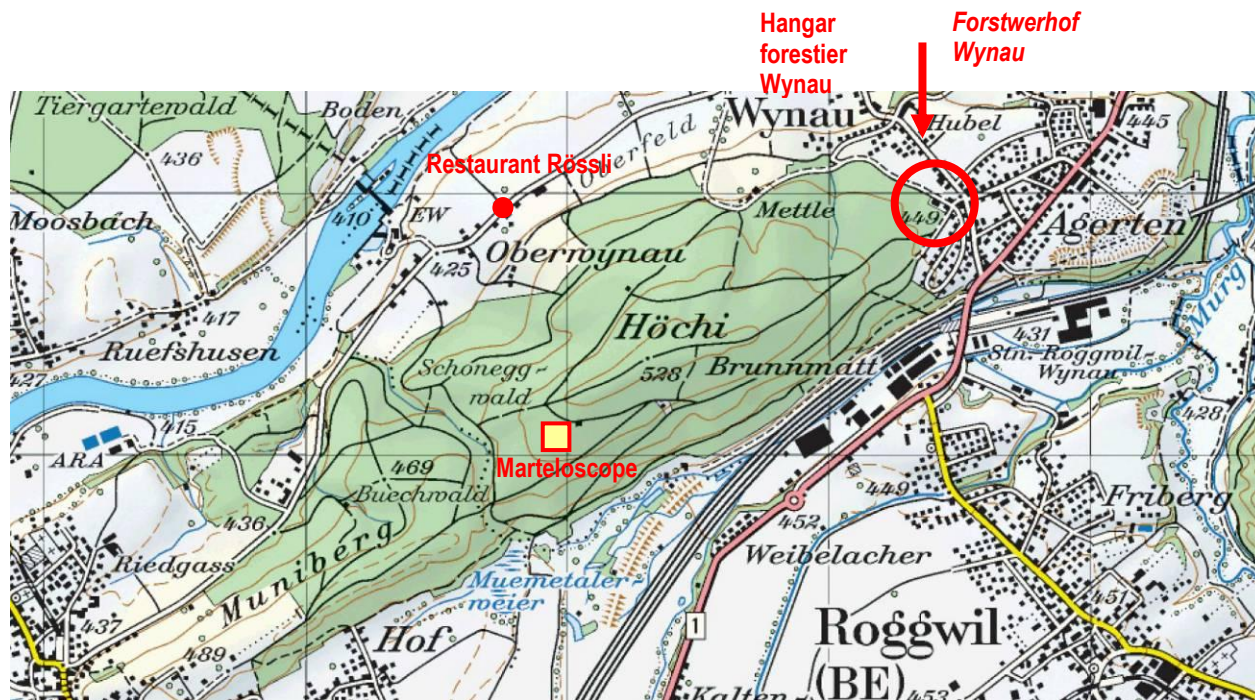 Hangar
forestier
Wynau
Forstwerhof
Wynau
Tiergartewald
Boden
Wynau
Hubel
445
436
Restaurant Rössli
Oberfeld
Moosbach
410
EW
Mettle
449
Agerten
Oberwynau
425
417
Murg
Ruefshusen
Höchi
431
Schönegg-
wald
528
Brunnmatt
Stn. Roggwil-
Wynau
427
415
428
ARA
Marteloscope
469
Buechwald
449
Friberg
436
452
Weibelacher
Riedgass
Muniberg
Muemetaler-
weier
451
437
Hof
1
Roggwil
(BE)
489
Kalten-
453